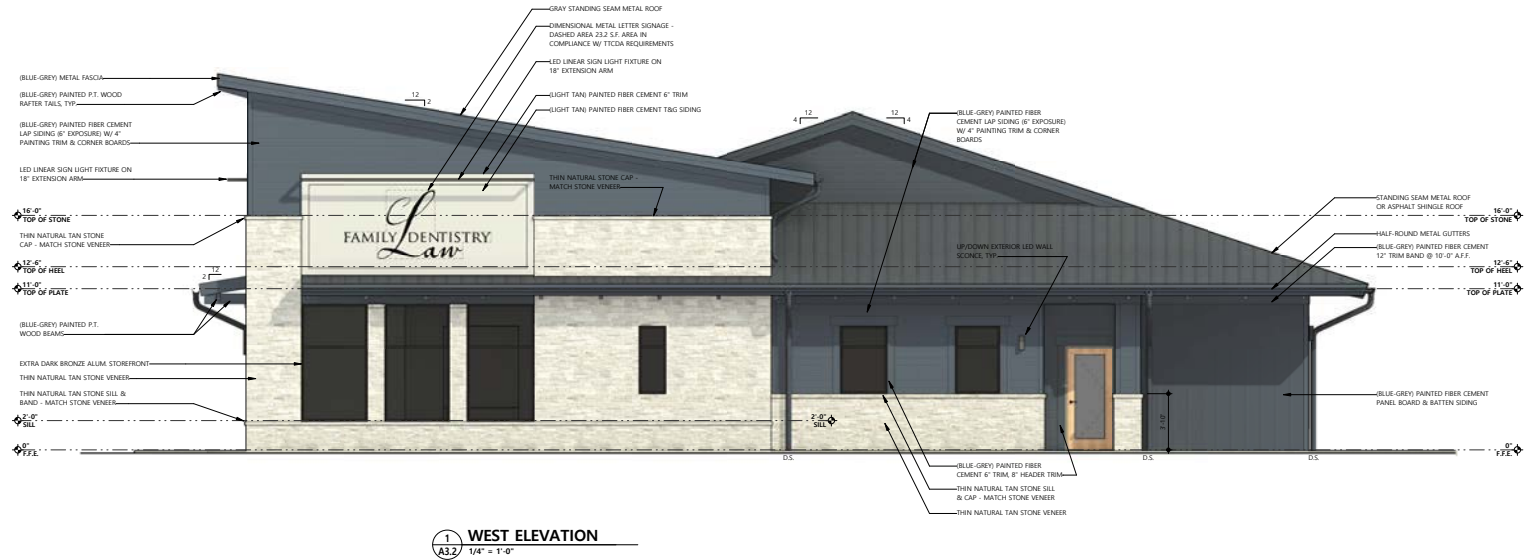 GRAY STANDING SEAM METAL ROOF
DIMENSIONAL METAL LETTER SIGNAGE -
DASHED AREA 23.2 S.F. AREA IN
COMPLIANCE W/ TTCDA REQUIREMENTS
LED LINEAR SIGN LIGHT FIXTURE ON
18" EXTENSION ARM
(LIGHT TAN) PAINTED FIBER CEMENT 6" TRIM
(LIGHT TAN) PAINTED FIBER CEMENT T&G SIDING
(BLUE-GREY) METAL FASCIA
(BLUE-GREY) PAINTED P.T. WOOD
RAFTER TAILS, TYP.
(BLUE-GREY) PAINTED FIBER CEMENT
LAP SIDING (6" EXPOSURE) W/ 4"
PAINTING TRIM & CORNER BOARDS
LED LINEAR SIGN LIGHT FIXTURE ON
18" EXTENSION ARM
16'-0"
TOP OF STONE
THIN NATURAL TAN STONE
CAP - MATCH STONE VENEER
12'-6"
TOP OF HEEL
11'-0"
TOP OF PLATE
12
2
(BLUE-GREY) PAINTED P.T.
WOOD BEAMS
EXTRA DARK BRONZE ALUM. STOREFRONT
THIN NATURAL TAN STONE VENEER
THIN NATURAL TAN STONE SILL &
BAND - MATCH STONE VENEER
2'-0"
SILL
0"
F.F.E.
12
2
THIN NATURAL STONE CAP -
MATCH STONE VENEER
FAMILY DENTISTRY
Law
12
4
12
4
(BLUE-GREY) PAINTED FIBER
CEMENT LAP SIDING (6" EXPOSURE)
W/ 4" PAINTING TRIM & CORNER
BOARDS
UP/DOWN EXTERIOR LED WALL
SCONCE, TYP.
STANDING SEAM METAL ROOF
OR ASPHALT SHINGLE ROOF
16'-0"
TOP OF STONE
HALF-ROUND METAL GUTTERS
(BLUE-GREY) PAINTED FIBER CEMENT
12" TRIM BAND @ 10'-0" A.F.F.
12'-6"
TOP OF HEEL
11'-0"
TOP OF PLATE
(BLUE-GREY) PAINTED FIBER CEMENT
PANEL BOARD & BATTEN SIDING
2'-0"
SILL
0"
F.F.E.
D.S.
D.S.
D.S.
(BLUE-GREY) PAINTED FIBER
CEMENT 6" TRIM, 8" HEADER TRIM
THIN NATURAL TAN STONE SILL
& CAP - MATCH STONE VENEER
THIN NATURAL TAN STONE VENEER
1
A3.2
WEST ELEVATION
1/4" = 1'-0"